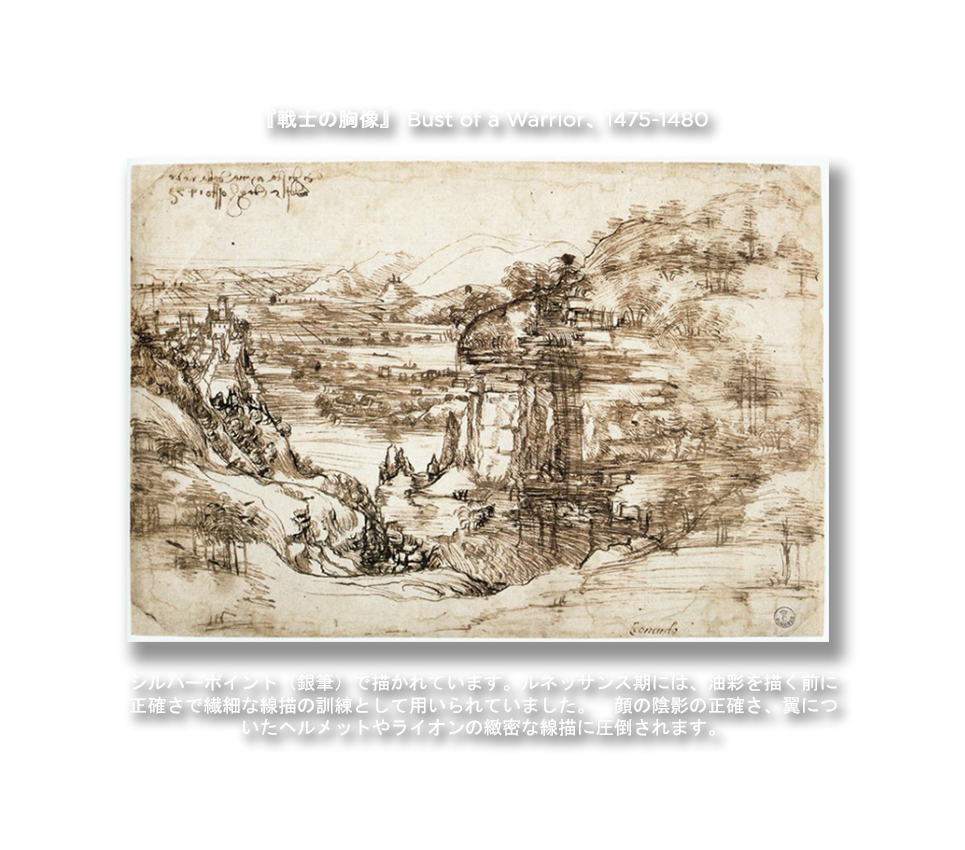 『戦士の胸像』 Bust of a Warrior、1475-1480
Leonardo
シルバーポイント（銀筆）で描かれています。ルネッサンス期には、油彩を描く前に
正確さで繊細な線描の訓練として用いられていました。　顔の陰影の正確さ、翼につ
いたヘルメットやライオンの緻密な線描に圧倒されます。